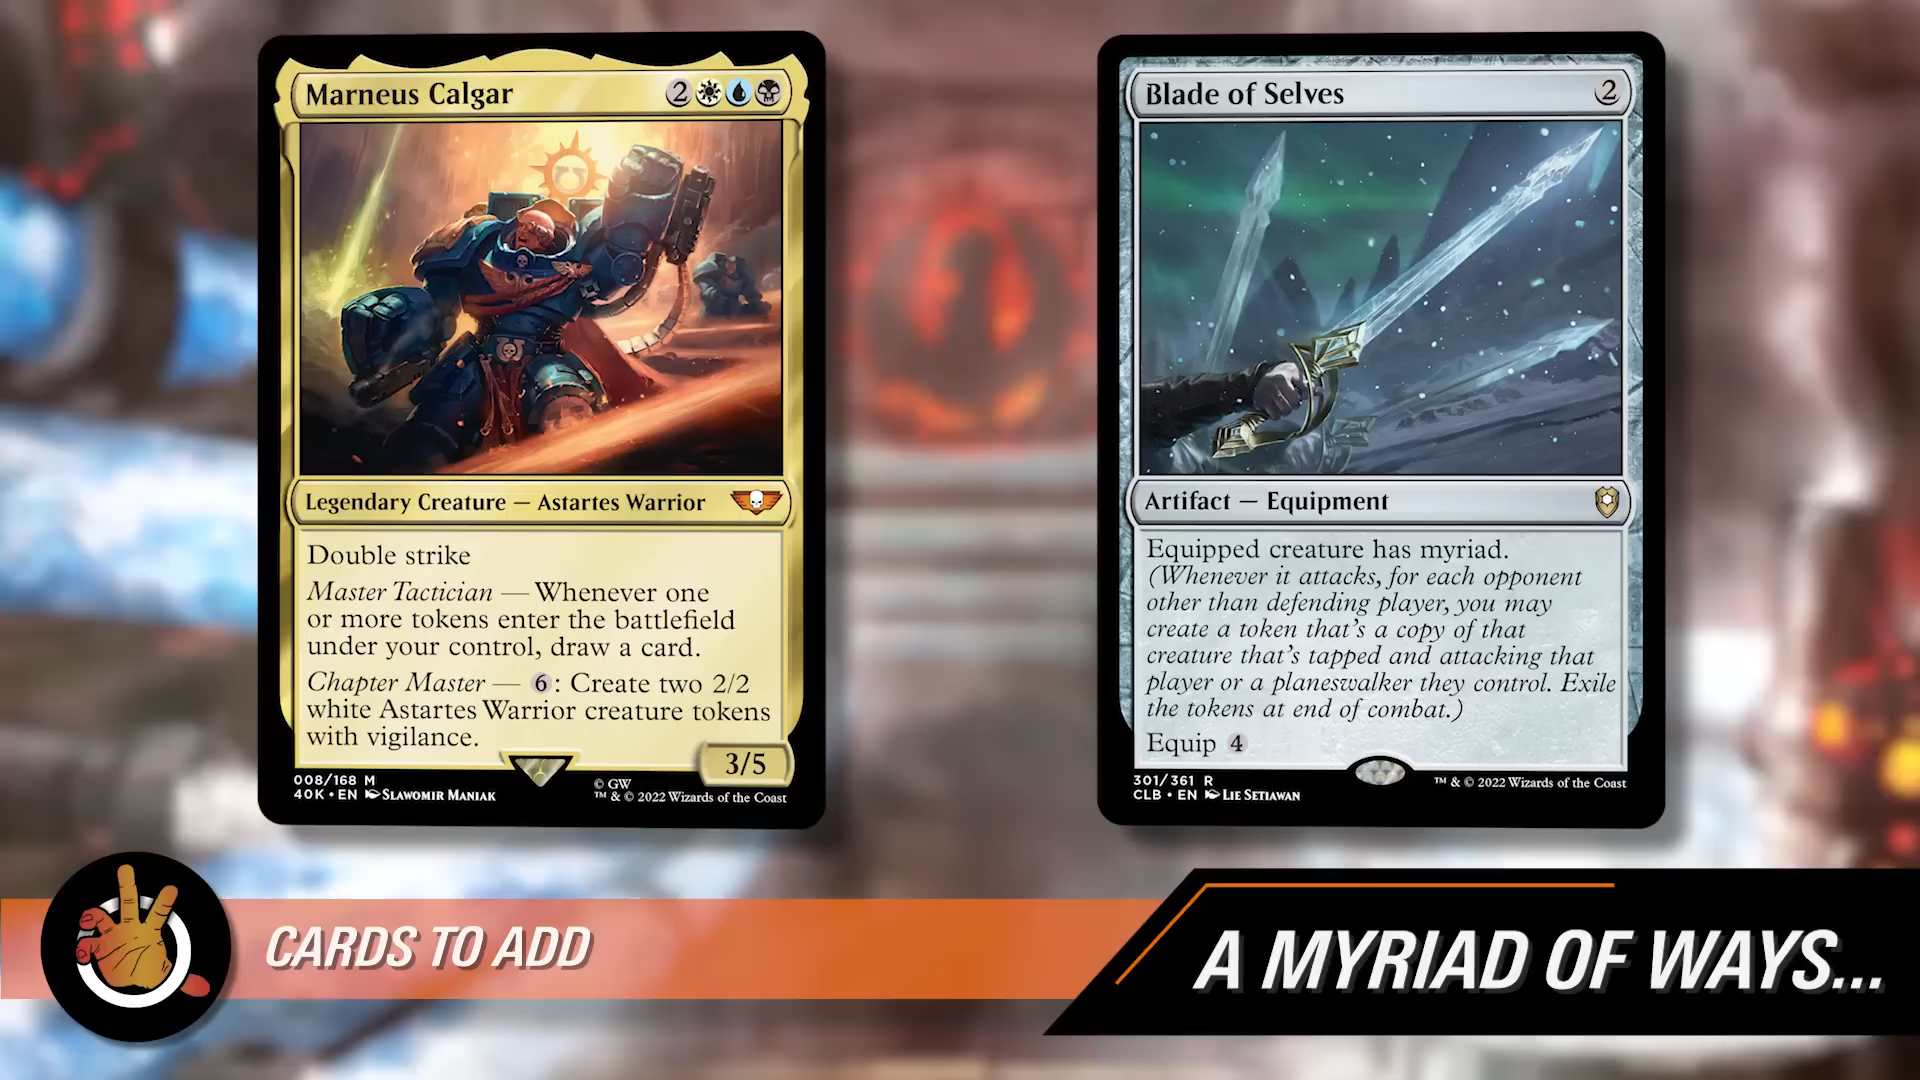 Marneus Calgar 2
Legendary Creature — Astartes Warrior
Double strike
Master Tactician — Whenever one
or more tokens enter the battlefield
under your control, draw a card.
Chapter Master — 6: Create two 2/2
white Astartes Warrior creature tokens
with vigilance.
3/5
008/168 M
40K • EN Slawomir Maniak
© GW
™ & © 2022 Wizards of the Coast
Blade of Selves 2
Artifact — Equipment
Equipped creature has myriad.
(Whenever it attacks, for each opponent
other than defending player, you may
create a token that's a copy of that
creature that's tapped and attacking that
player or a planeswalker they control. Exile
the tokens at end of combat.)
Equip 4
301/361 R
CLB • EN Lie Setiawan
™ & © 2022 Wizards of the Coast
CARDS TO ADD
A MYRIAD OF WAYS...